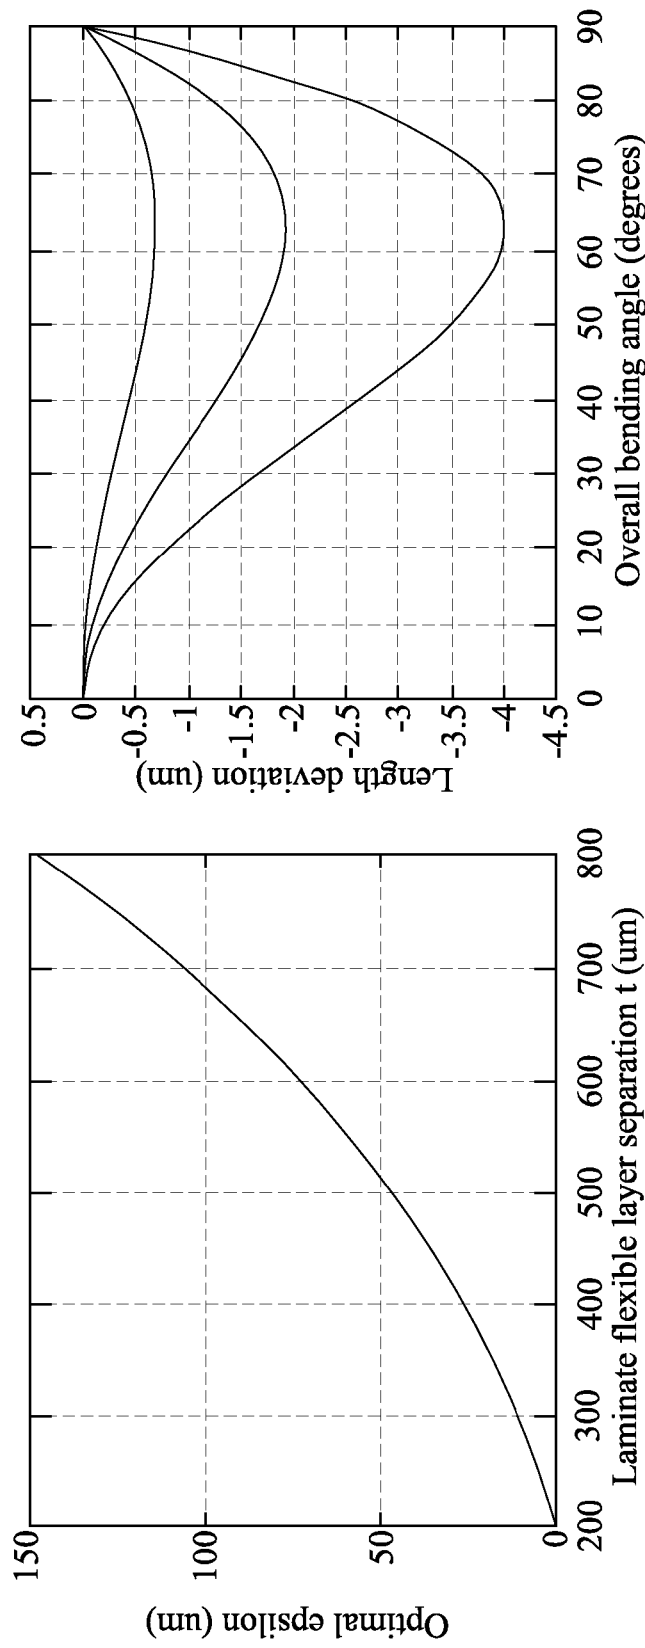 Optimal epsilon (um)
150
100
50
0
200 300 400 500 600 700 800
Laminate flexible layer separation t (um)
Length deviation (um)
0.5
0
-0.5
-1
-1.5
-2
-2.5
-3
-3.5
-4
-4.5
0 10 20 30 40 50 60 70 80 90
Overall bending angle (degrees)